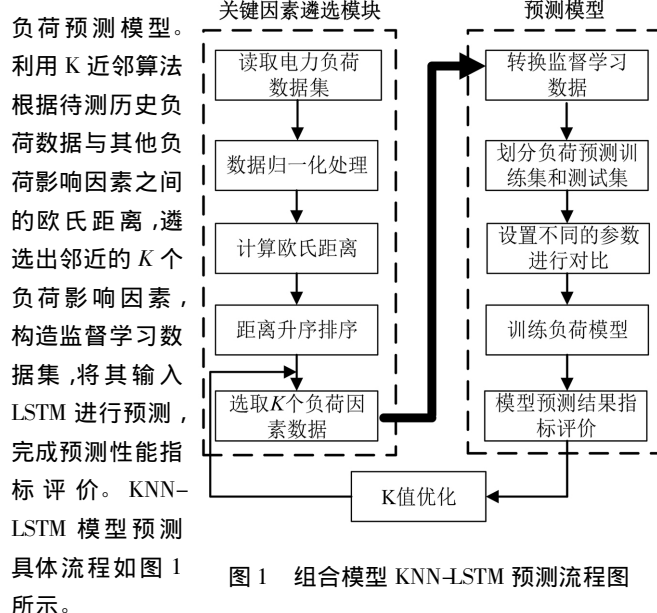 负荷预测模型。
利用 K 近邻算法
根据待测历史负
荷数据与其他负
荷影响因素之间
的欧氏距离,遴
选出邻近的 K 个
负荷影响因素,
构造监督学习数
据集,将其输入
LSTM 进行预测,
完成预测性能指
标评价。KNN-
LSTM 模型预测
具体流程如图 1
所示。
关键因素遴选模块
读取电力负荷
数据集
数据归一化处理
计算欧氏距离
距离升序排序
选取K个负荷因
素数据
预测模型
转换监督学习
数据
划分负荷预测训
练集和测试集
设置不同的参数
进行对比
训练负荷模型
模型预测结果指
标评价
K值优化
图 1 组合模型 KNN-LSTM 预测流程图